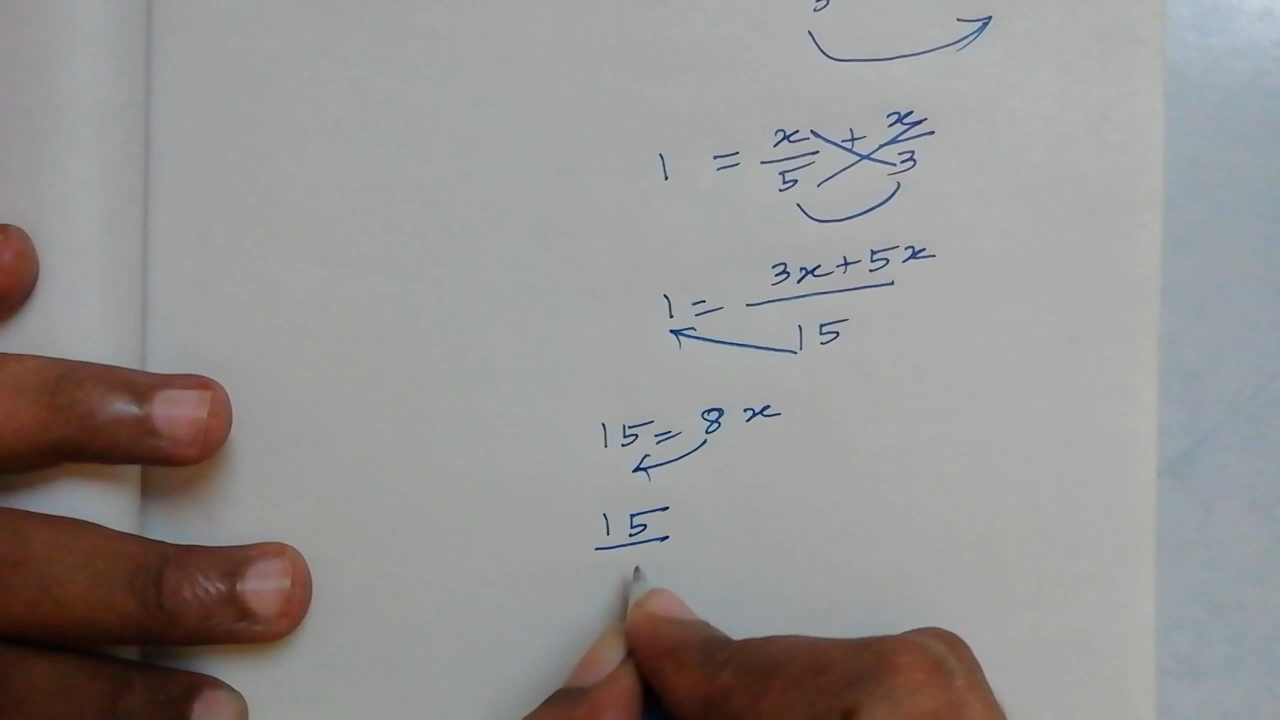 1 = x/5 + x/3
1 = 3x+5x/15
15 = 8x
15